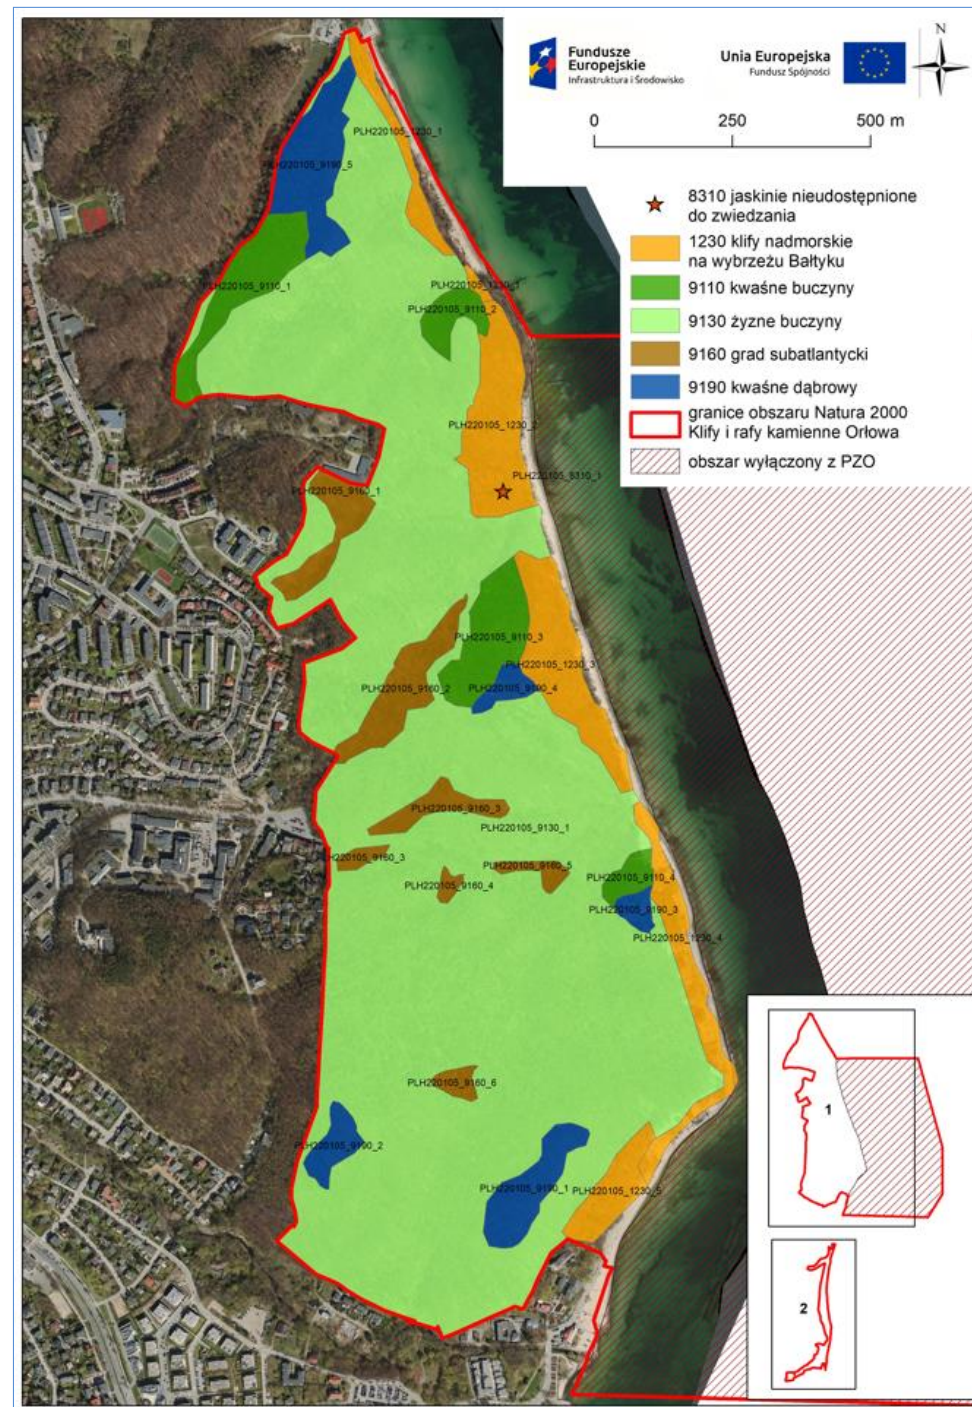 Fundusze
Europejskie
Infrastruktura i Środowisko
Unia Europejska
Fundusz Spójności
N
0 250 500 m
8310 jaskinie nieudostępnione
do zwiedzania
1230 klify nadmorskie
na wybrzeżu Bałtyku
9110 kwaśne buczyny
9130 żyzne buczyny
9160 grad subatlantycki
9190 kwaśne dąbrowy
granice obszaru Natura 2000
Klify i rafy kamienne Orłowa
obszar wyłączony z PZO
PLH220105_1230_1
PLH220105_9190_5
PLH220105_9110_1
PLH220105_1230_1
PLH220105_9110_2
PLH220105_1230_2
PLH220105_8310_1
PLH220105_9160_1
PLH220105_9110_3
PLH220105_1230_3
PLH220105_9160_2
PLH220105_9190_4
PLH220105_9160_3
PLH220105_9130_1
PLH220105_9160_3
PLH220105_9160_5
PLH220105_9160_4
PLH220105_9110_4
PLH220105_9190_3
PLH220105_1230_4
PLH220105_9160_6
PLH220105_9190_2
PLH220105_9190_1
PLH220105_1230_5
1
2